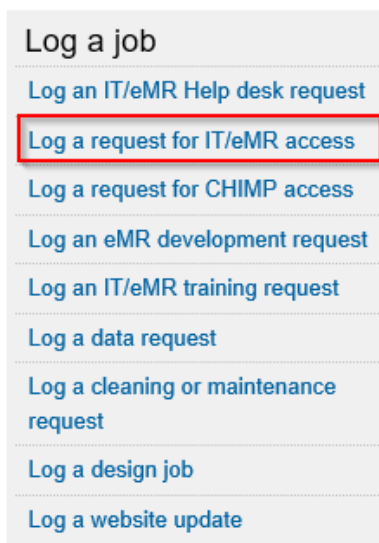 Log a job
Log an IT/eMR Help desk request
Log a request for IT/eMR access
Log a request for CHIMP access
Log an eMR development request
Log an IT/eMR training request
Log a data request
Log a cleaning or maintenance
request
Log a design job
Log a website update